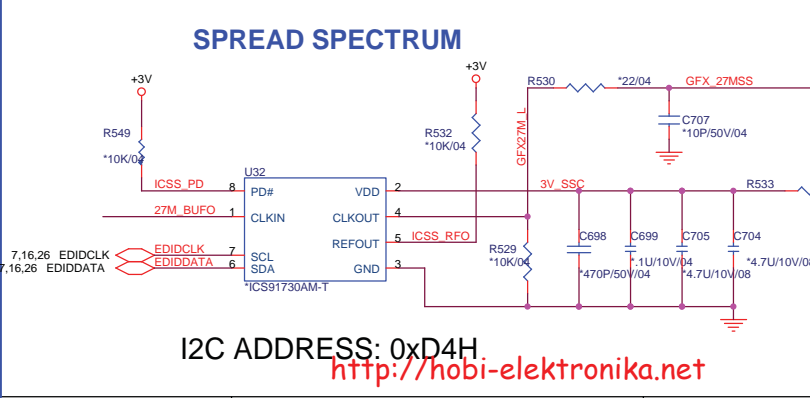 SPREAD SPECTRUM
+3V
+3V
R530
*22/04
GFX_27MSS
C707
*10P/50V/04
R549
*10K/04
R532
*10K/04
GFX27M_L
U32
ICSS_PD
8
PD#
VDD
2
3V_SSC
R533
27M_BUFO
1
CLKIN
CLKOUT
4
REFOUT
5
ICSS_RFO
7,16,26 EDIDCLK
EDIDCLK
7
SCL
7,16,26 EDIDDATA
EDIDDATA
6
SDA
GND
3
*ICS91730AM-T
R529
*10K/04
C698
*470P/50V/04
C699
*.1U/10V/04
C705
*4.7U/10V/08
C704
*4.7U/10V/08
I2C ADDRESS: 0xD4H
http://hobi-elektronika.net